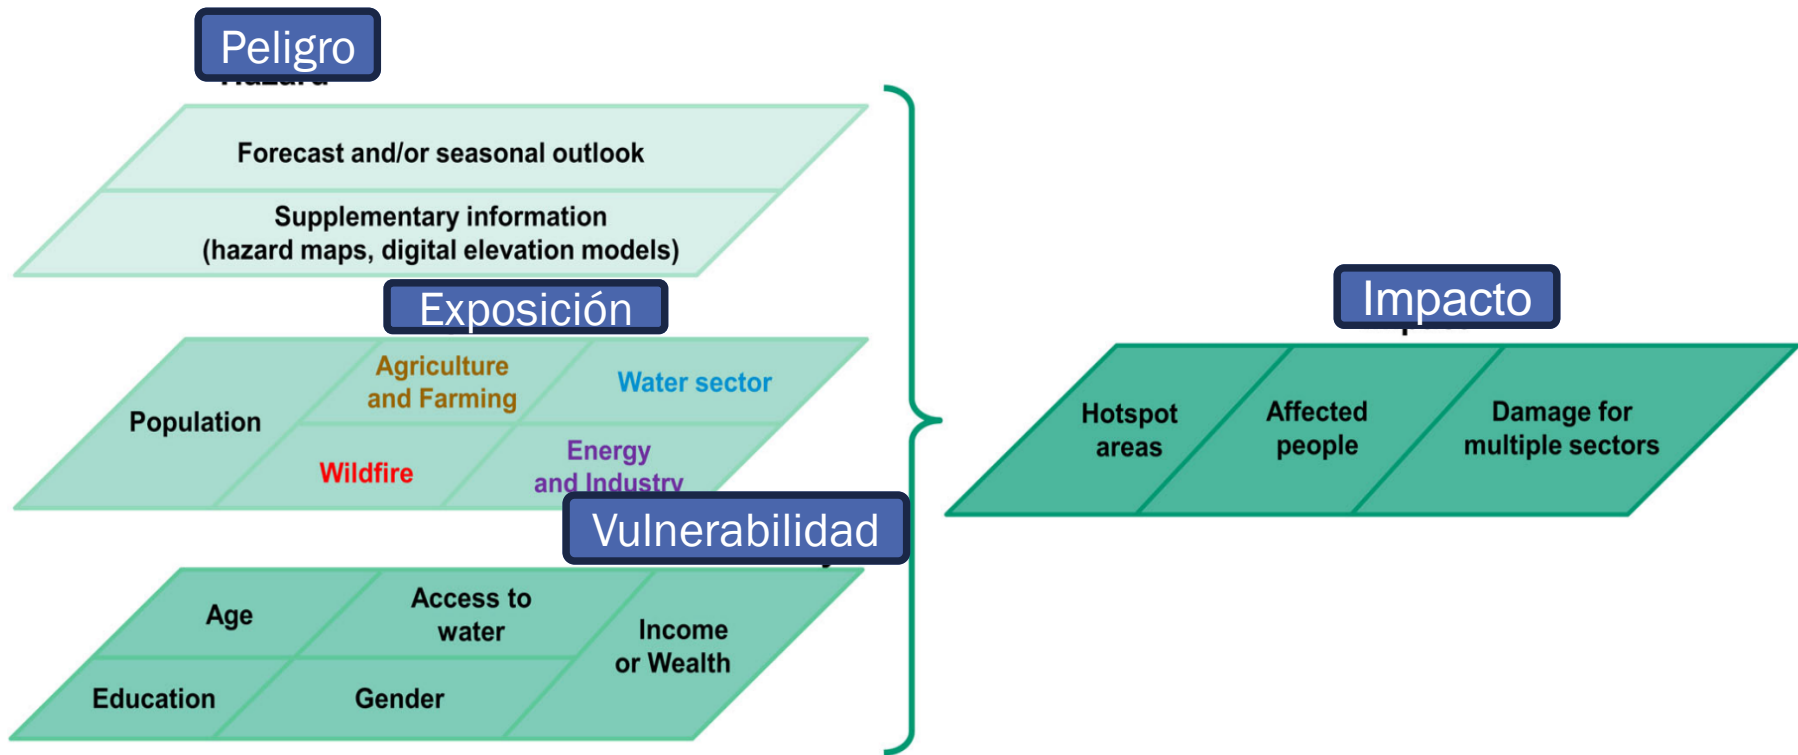 Peligro
Forecast and/or seasonal outlook
Supplementary information
(hazard maps, digital elevation models)
Exposición
Population
Agriculture
and Farming
Water sector
Wildfire
Energy
and Industry
Vulnerabilidad
Age
Access to
water
Income
or Wealth
Education
Gender
Impacto
Hotspot
areas
Affected
people
Damage for
multiple sectors